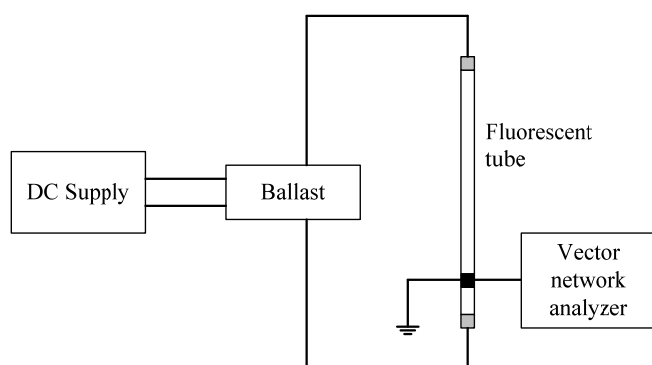 Fluorescent
tube
DC Supply
Ballast
Vector
network
analyzer